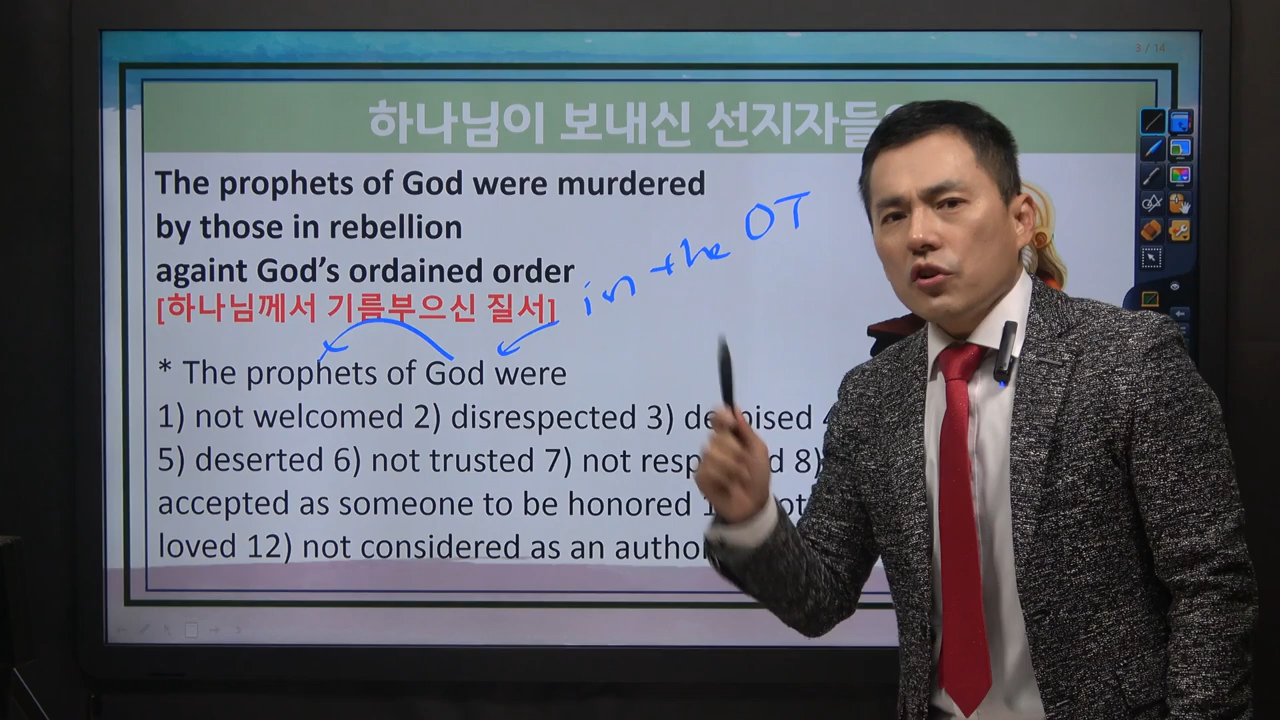 3 / 14
하나님이 보내신 선지자들
The prophets of God were murdered
by those in rebellion
againt God's ordained order
in the OT
[하나님께서 기름부으신 질서]
* The prophets of God were
1) not welcomed 2) disrespected 3)
5) deserted 6) not trusted 7) not 8)
accepted as someone to be honored
loved 12) not considered as an